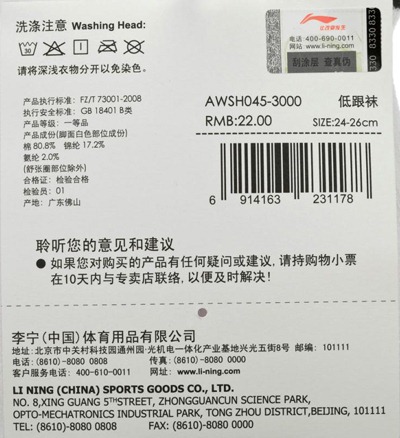 洗涤注意 Washing Head:
请将深浅衣物分开以免染色。
电话: 400-690-0011
网站: www.li-ning.com
刮涂层 查真伪
8330 8330 833
产品执行标准: FZ/T 73001-2008
执行安全标准: GB 18401 B类
产品等级: 一等品
产品成份(脚面白色部位成份)
棉 80.8% 锦纶 17.2%
氨纶 2.0%
(舒张圈部位除外)
合格证: 检验合格
检验员: 01
产地: 广东佛山
AWSH045-3000 低跟袜
RMB:22.00 SIZE:24-26cm
6 914163 231178
聆听您的意见和建议
●如果您对购买的产品有任何疑问或建议, 请持购物小票
在10天内与专卖店联络, 以便及时解决!
李宁(中国)体育用品有限公司
地址:北京市中关村科技园通州园·光机电一体化产业基地兴光五街8号 邮编: 101111
电话: (8610)-8080 0808 传真: (8610)-8080 0000
客户服务电话: 400-610-0011 网址: www.li-ning.com
LI NING (CHINA) SPORTS GOODS CO., LTD.
NO. 8,XING GUANG 5THSTREET, ZHONGGUANCUN SCIENCE PARK,
OPTO-MECHATRONICS INDUSTRIAL PARK, TONG ZHOU DISTRICT,BEIJING, 101111
TEL: (8610)-8080 0808 FAX: (8610)-8080 0000